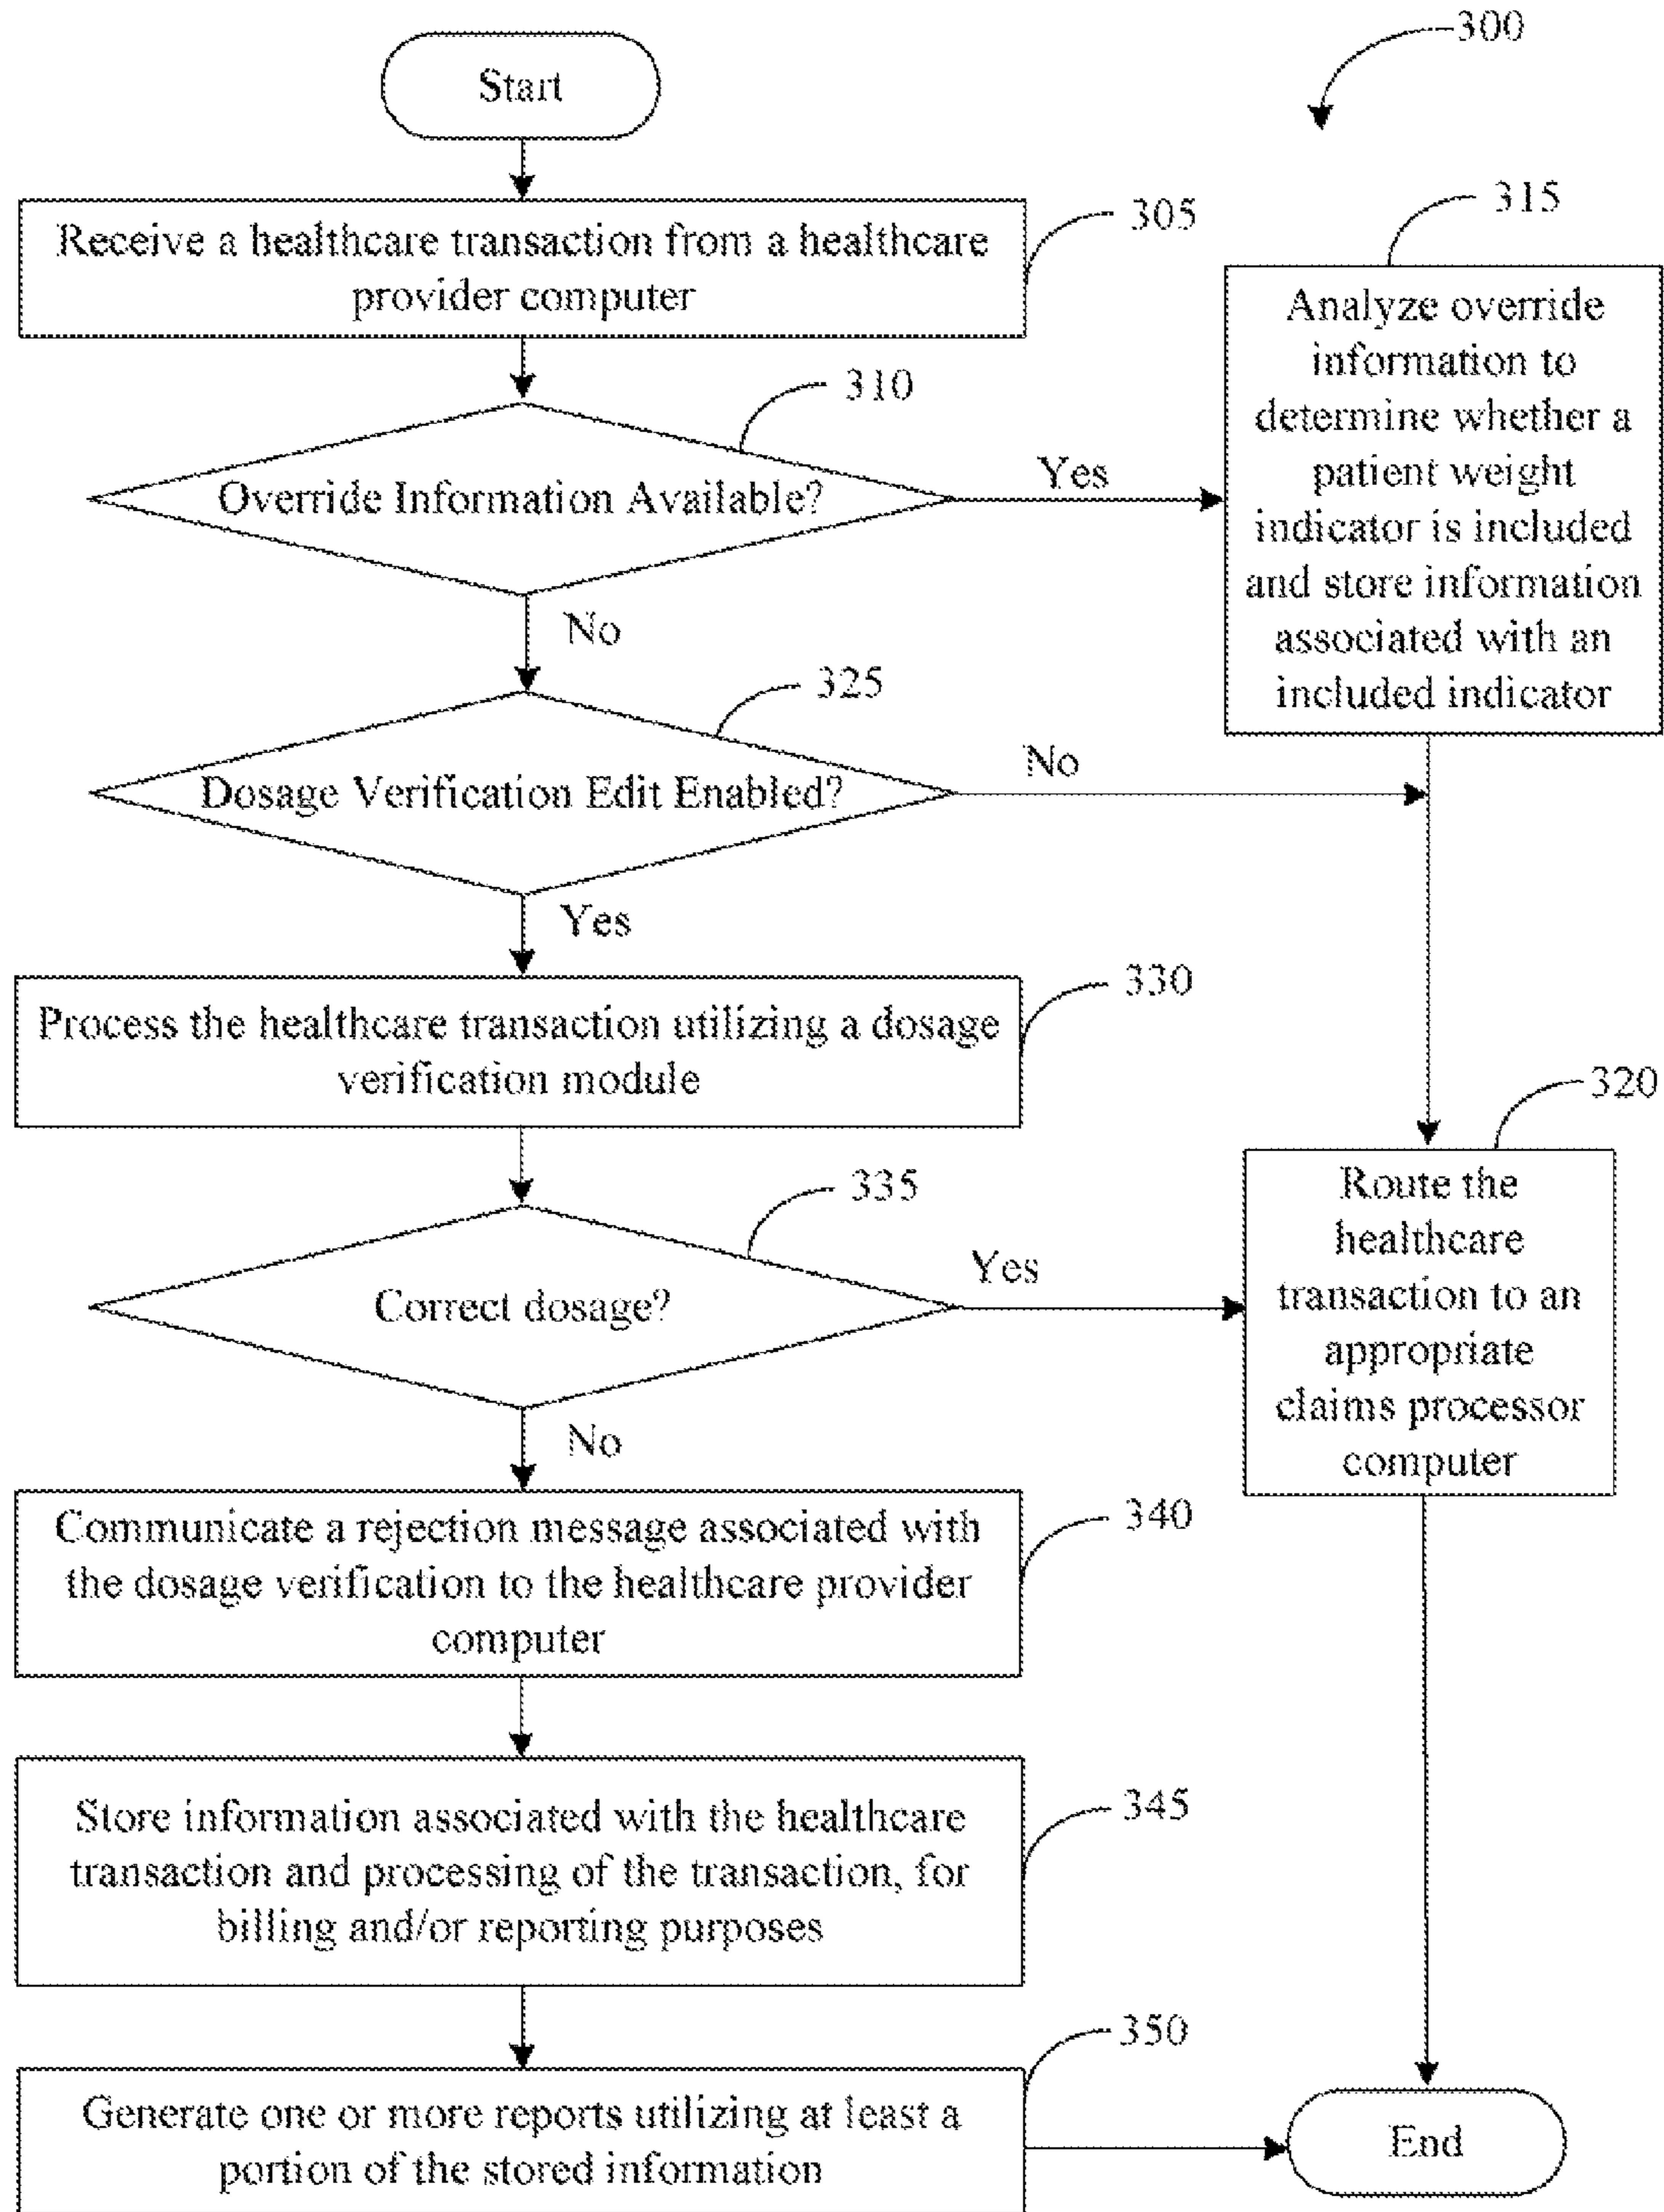 300
Start
305
Receive a healthcare transaction from a healthcare
provider computer
310
Override Information Available?
Yes
No
315
Analyze override
information to
determine whether a
patient weight
indicator is included
and store information
associated with an
included indicator
325
Dosage Verification Edit Enabled?
No
Yes
330
Process the healthcare transaction utilizing a dosage
verification module
335
Correct dosage?
Yes
No
320
Route the
healthcare
transaction to an
appropriate
claims processor
computer
340
Communicate a rejection message associated with
the dosage verification to the healthcare provider
computer
345
Store information associated with the healthcare
transaction and processing of the transaction, for
billing and/or reporting purposes
350
Generate one or more reports utilizing at least a
portion of the stored information
End